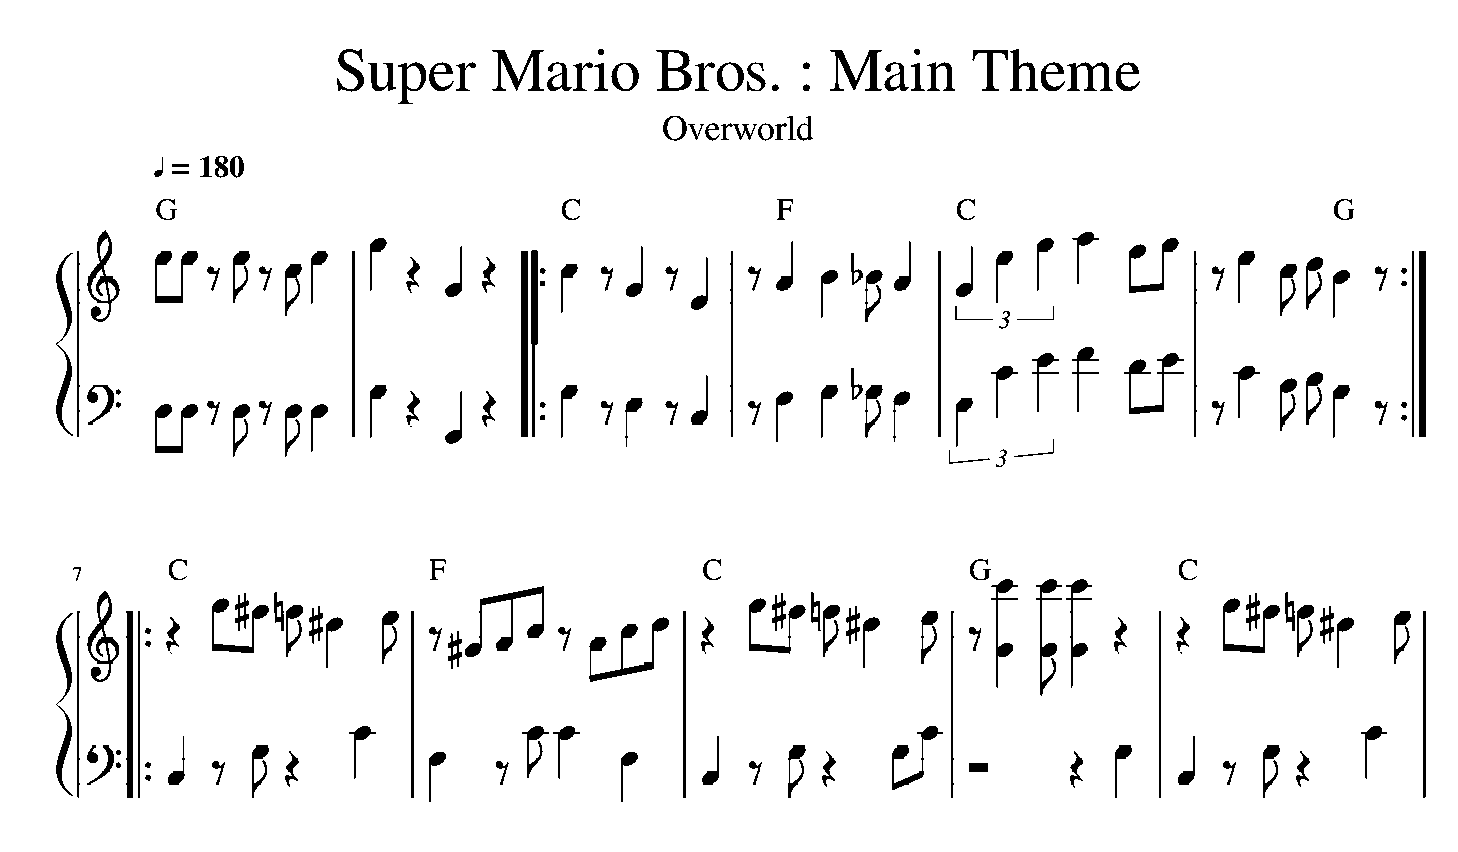 Super Mario Bros. : Main Theme
Overworld
♩ = 180
G C F C G
3
3
7
C F C G C